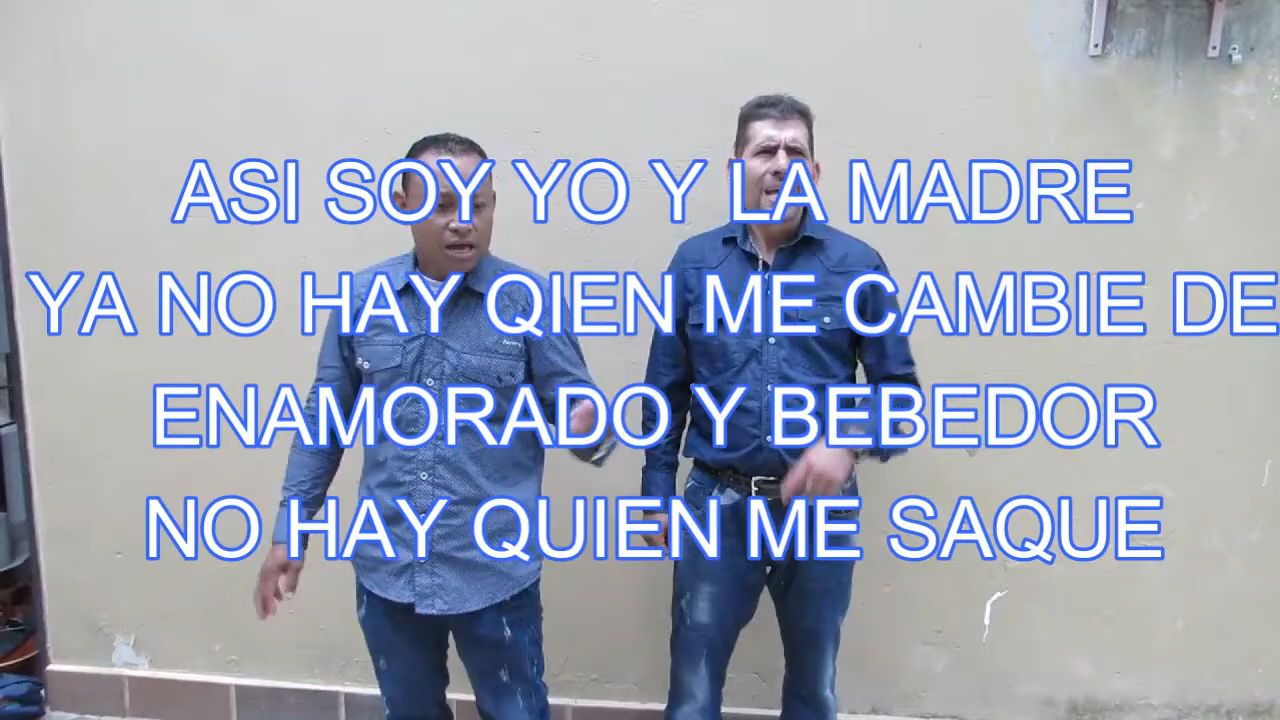 ASI SOY YO Y LA MADRE
YA NO HAY QIEN ME CAMBIE DE
ENAMORADO Y BEBEDOR
NO HAY QUIEN ME SAQUE